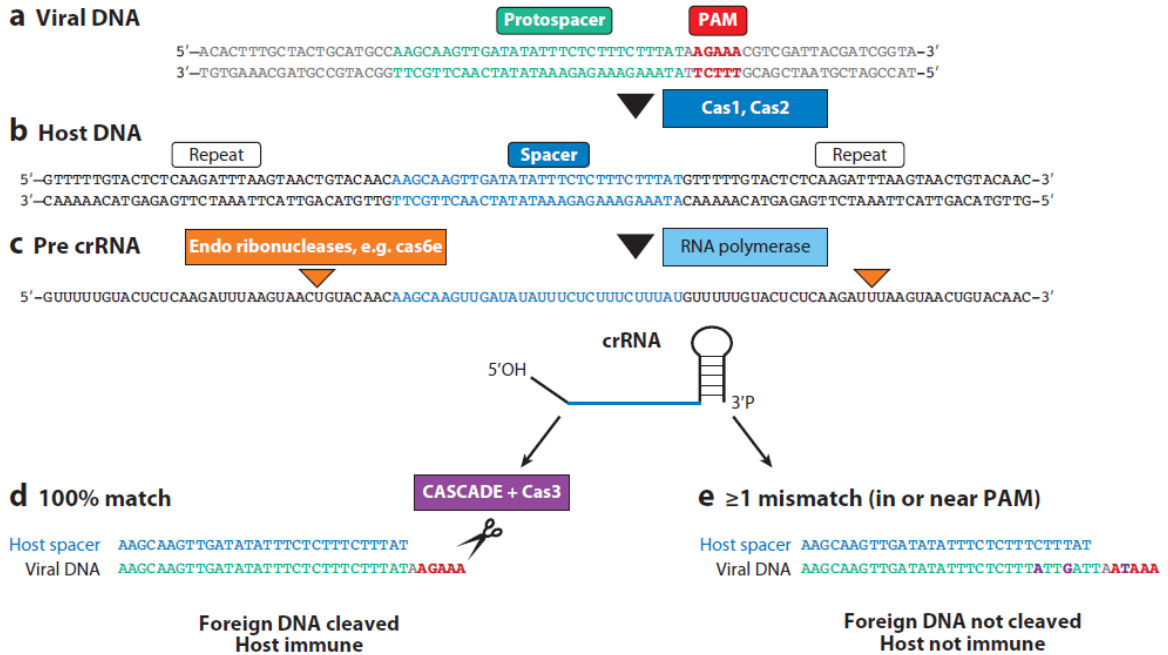 a Viral DNA
Protospacer
PAM
5′–ACACTTTGCTACTGCATGCCAAGCAAGTTGATATATTTCTCTTTCTTTATAAGAAACGTCGATTACGATCGGTA-3′
3′–TGTGAAACGATGCCGTACGGTTCGTTCAACTATATAAAGAGAAAGAAATATTCTTTGCAGCTAATGCTAGCCAT-5′
Cas1, Cas2
b Host DNA
Repeat
Spacer
Repeat
5′–GTTTTTGTACTCTCAAGATTTAAGTAACTGTACAACAAGCAAGTTGATATATTTCTCTTTCTTTATGTTTTTGTACTCTCAAGATTTAAGTAACTGTACAAC-3′
3′–CAAAAACATGAGAGTTCTAAATTCATTGACATGTTGTTCGTTCAACTATATAAAGAGAAAGAAATACAAAAACATGAGAGTTCTAAATTCATTGACATGTTG-5′
c Pre crRNA
Endo ribonucleases, e.g. cas6e
RNA polymerase
5′–GUUUUUGUACUCUCAAGAUUUAAGUAACUGUACAACAAGCAAGUUGAUAUAUUUCUCUUUCUUUAUGUUUUUGUACUCUCAAGAUUUAAGUAACUGUACAAC-3′
crRNA
5′OH
3′P
d 100% match
CASCADE + Cas3
Host spacer AAGCAAGTTGATATATTTCTCTTTCTTTAT
Viral DNA AAGCAAGTTGATATATTTCTCTTTCTTTATAAGAAA
Foreign DNA cleaved
Host immune
e ≥1 mismatch (in or near PAM)
Host spacer AAGCAAGTTGATATATTTCTCTTTCTTTAT
Viral DNA AAGCAAGTTGATATATTTCTCTTTATTGATTAATAAA
Foreign DNA not cleaved
Host not immune